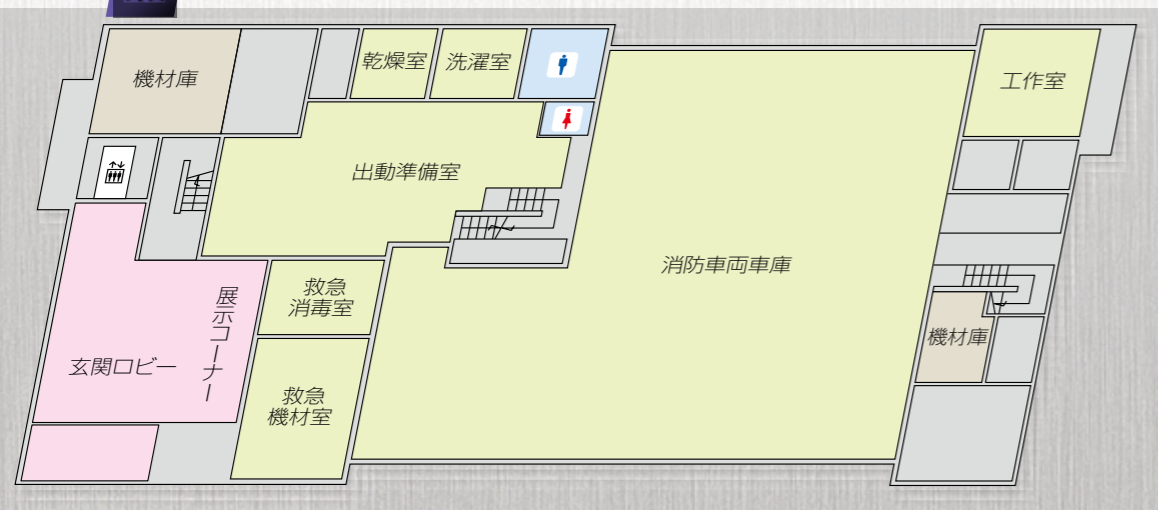 機材庫
乾燥室
洗濯室
工作室
出動準備室
消防車両車庫
救急
消毒室
展示コーナー
玄関ロビー
機材庫
救急
機材室